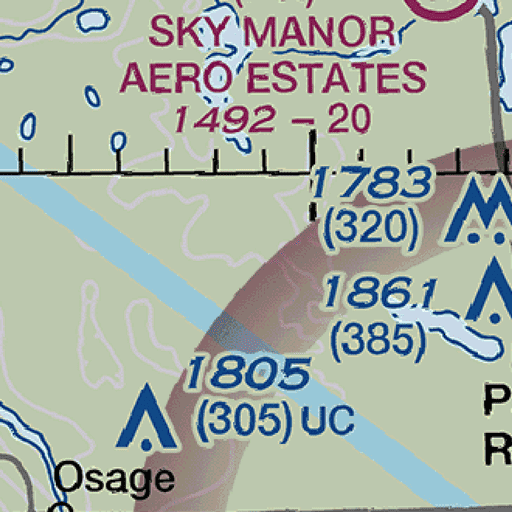 SKY MANOR
AERO ESTATES
1492 - 20
1783
(320)
1861
(385)
1805
(305) UC
P
R
Osage